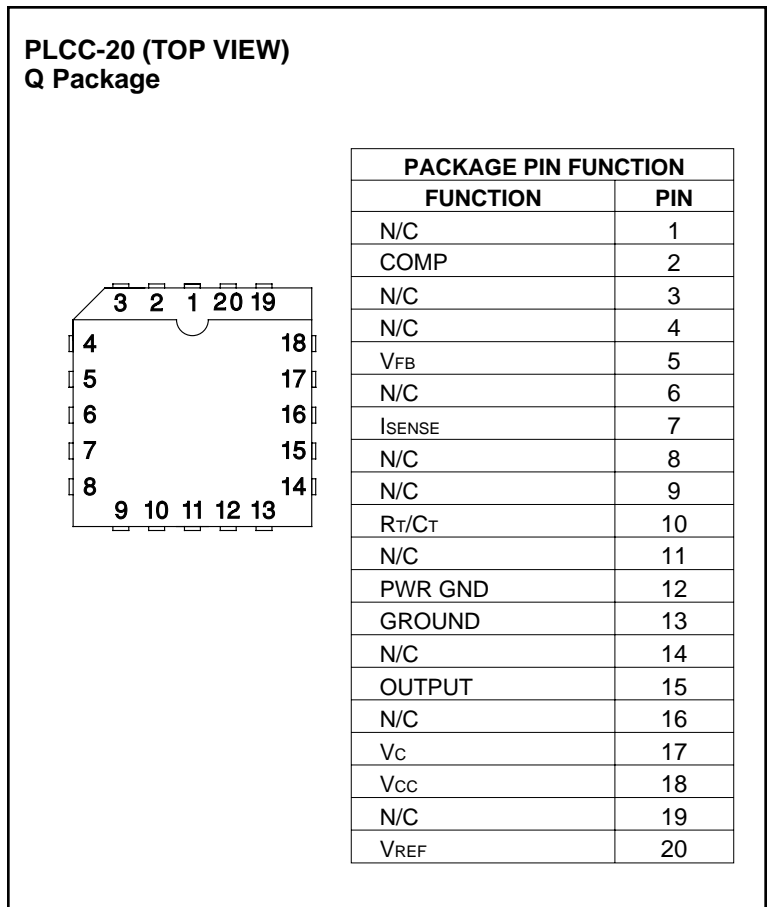 PLCC-20 (TOP VIEW)
Q Package
3 2 1 20 19
4 18
5 17
6 16
7 15
8 14
9 10 11 12 13
PACKAGE PIN FUNCTION
FUNCTION PIN
N/C 1
COMP 2
N/C 3
N/C 4
VFB 5
N/C 6
ISENSE 7
N/C 8
N/C 9
RT/CT 10
N/C 11
PWR GND 12
GROUND 13
N/C 14
OUTPUT 15
N/C 16
VC 17
VCC 18
N/C 19
VREF 20